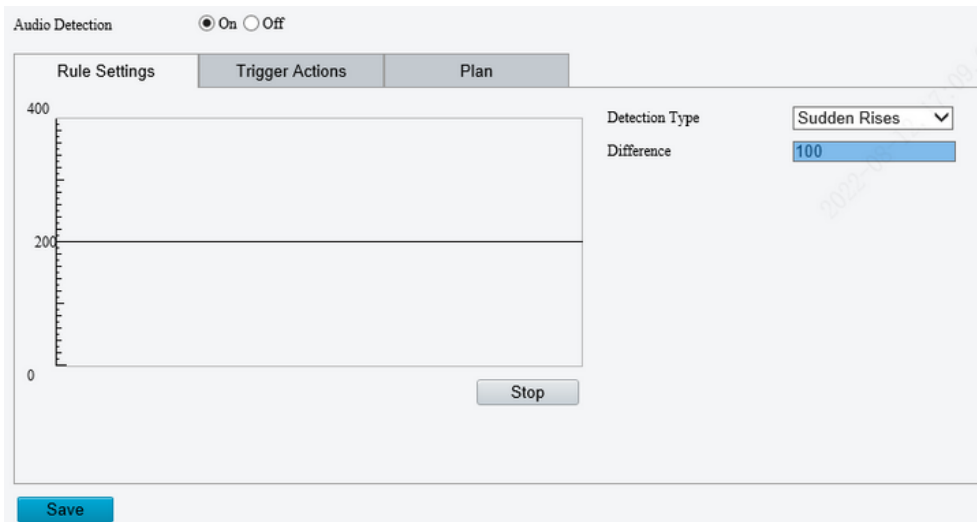 Audio Detection On Off
Rule Settings Trigger Actions Plan
400
Detection Type Sudden Rises
Difference 100
200
0
Stop
Save